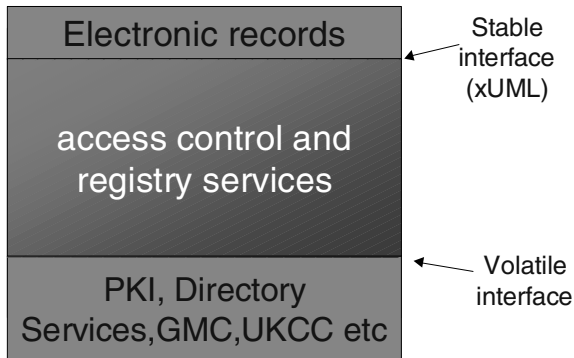 Electronic records
Stable
interface
(xUML)
access control and
registry services
Volatile
interface
PKI, Directory
Services,GMC,UKCC etc